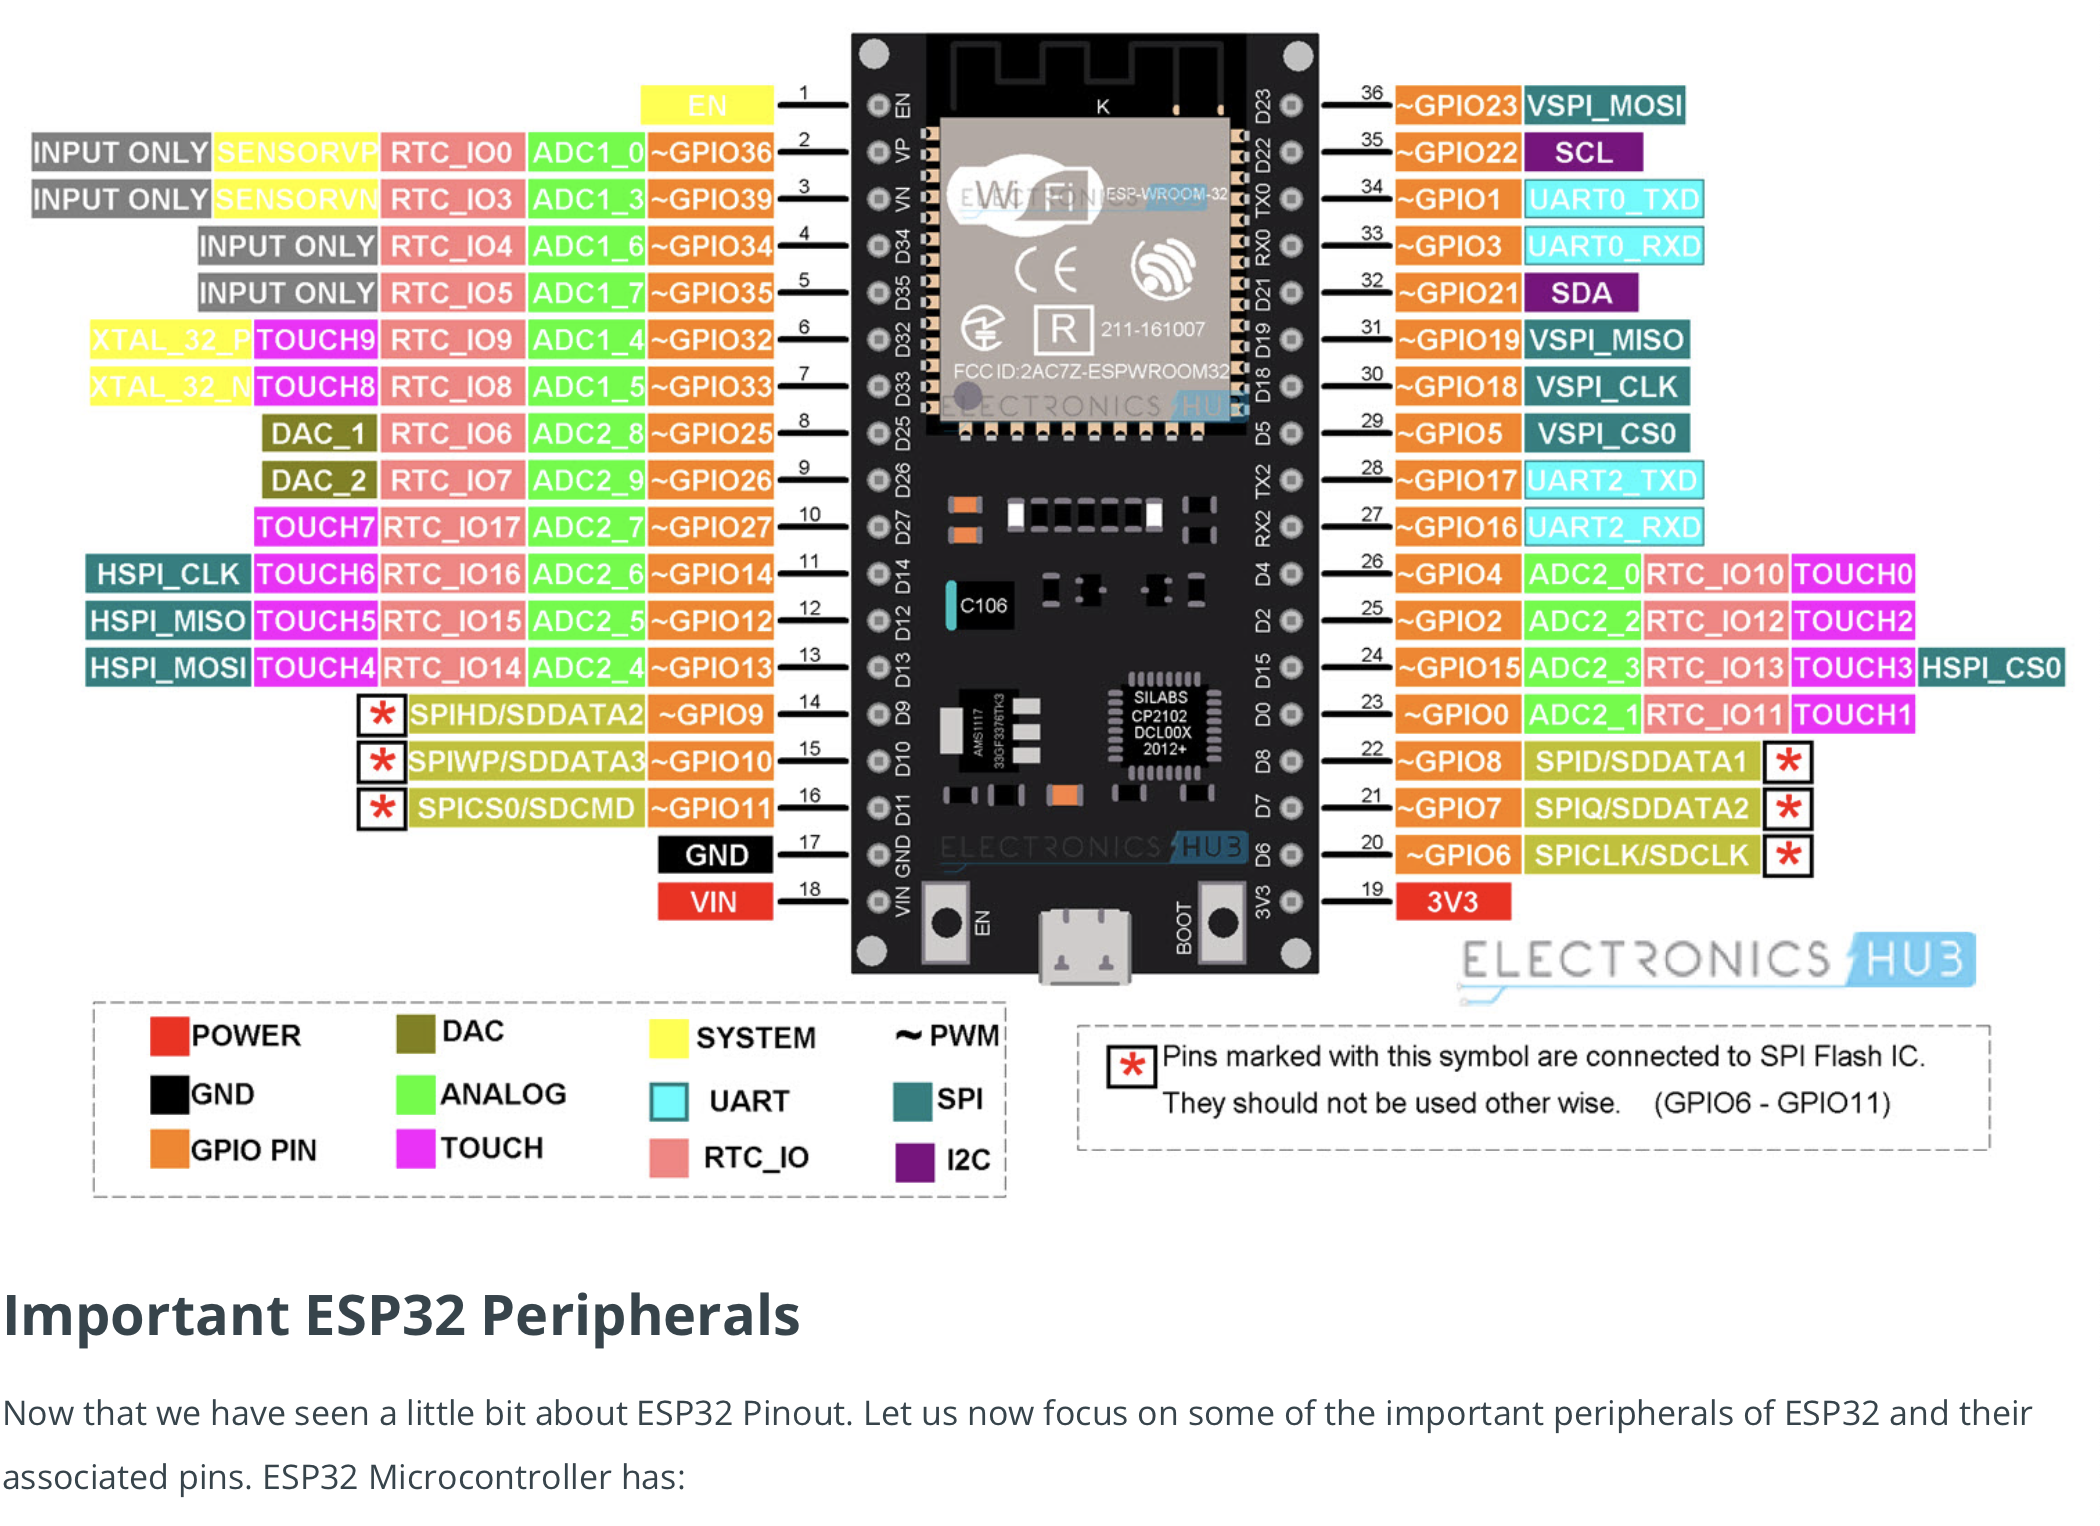 EN 1 EN
INPUT ONLY SENSORVP RTC_IO0 ADC1_0 ~GPIO36 2 VP
INPUT ONLY SENSORVN RTC_IO3 ADC1_3 ~GPIO39 3 VN
INPUT ONLY RTC_IO4 ADC1_6 ~GPIO34 4 D34
INPUT ONLY RTC_IO5 ADC1_7 ~GPIO35 5 D35
XTAL_32_P TOUCH9 RTC_IO9 ADC1_4 ~GPIO32 6 D32
XTAL_32_N TOUCH8 RTC_IO8 ADC1_5 ~GPIO33 7 D33
DAC_1 RTC_IO6 ADC2_8 ~GPIO25 8 D25
DAC_2 RTC_IO7 ADC2_9 ~GPIO26 9 D26
TOUCH7 RTC_IO17 ADC2_7 ~GPIO27 10 D27
HSPI_CLK TOUCH6 RTC_IO16 ADC2_6 ~GPIO14 11 D14
HSPI_MISO TOUCH5 RTC_IO15 ADC2_5 ~GPIO12 12 D12
HSPI_MOSI TOUCH4 RTC_IO14 ADC2_4 ~GPIO13 13 D13
* SPIHD/SDDATA2 ~GPIO9 14 D9
* SPIWP/SDDATA3 ~GPIO10 15 D10
* SPICS0/SDCMD ~GPIO11 16 D11
GND 17 GND
VIN 18 VIN
K
Wi Fi ESP-WROOM-32
ELECTRONICS
CE
R 211-161007
FCC ID:2AC7Z-ESPWROOM32
ELECTRONICS HUB
C106
AMS1117
33GF3376TK3
SILABS
CP2102
DCL00X
2012+
ELECTRONICS HUB
EN
BOOT
D23 36 ~GPIO23 VSPI_MOSI
D22 35 ~GPIO22 SCL
TX0 34 ~GPIO1 UART0_TXD
RX0 33 ~GPIO3 UART0_RXD
D21 32 ~GPIO21 SDA
D19 31 ~GPIO19 VSPI_MISO
D18 30 ~GPIO18 VSPI_CLK
D5 29 ~GPIO5 VSPI_CS0
TX2 28 ~GPIO17 UART2_TXD
RX2 27 ~GPIO16 UART2_RXD
D4 26 ~GPIO4 ADC2_0 RTC_IO10 TOUCH0
D2 25 ~GPIO2 ADC2_2 RTC_IO12 TOUCH2
D15 24 ~GPIO15 ADC2_3 RTC_IO13 TOUCH3 HSPI_CS0
D0 23 ~GPIO0 ADC2_1 RTC_IO11 TOUCH1
D8 22 ~GPIO8 SPID/SDDATA1 *
D7 21 ~GPIO7 SPIQ/SDDATA2 *
D6 20 ~GPIO6 SPICLK/SDCLK *
3V3 19 3V3
ELECTRONICS HUB
POWER DAC SYSTEM ~ PWM
GND ANALOG UART SPI
GPIO PIN TOUCH RTC_IO I2C
* Pins marked with this symbol are connected to SPI Flash IC.
They should not be used other wise. (GPIO6 - GPIO11)
Important ESP32 Peripherals
Now that we have seen a little bit about ESP32 Pinout. Let us now focus on some of the important peripherals of ESP32 and their
associated pins. ESP32 Microcontroller has: